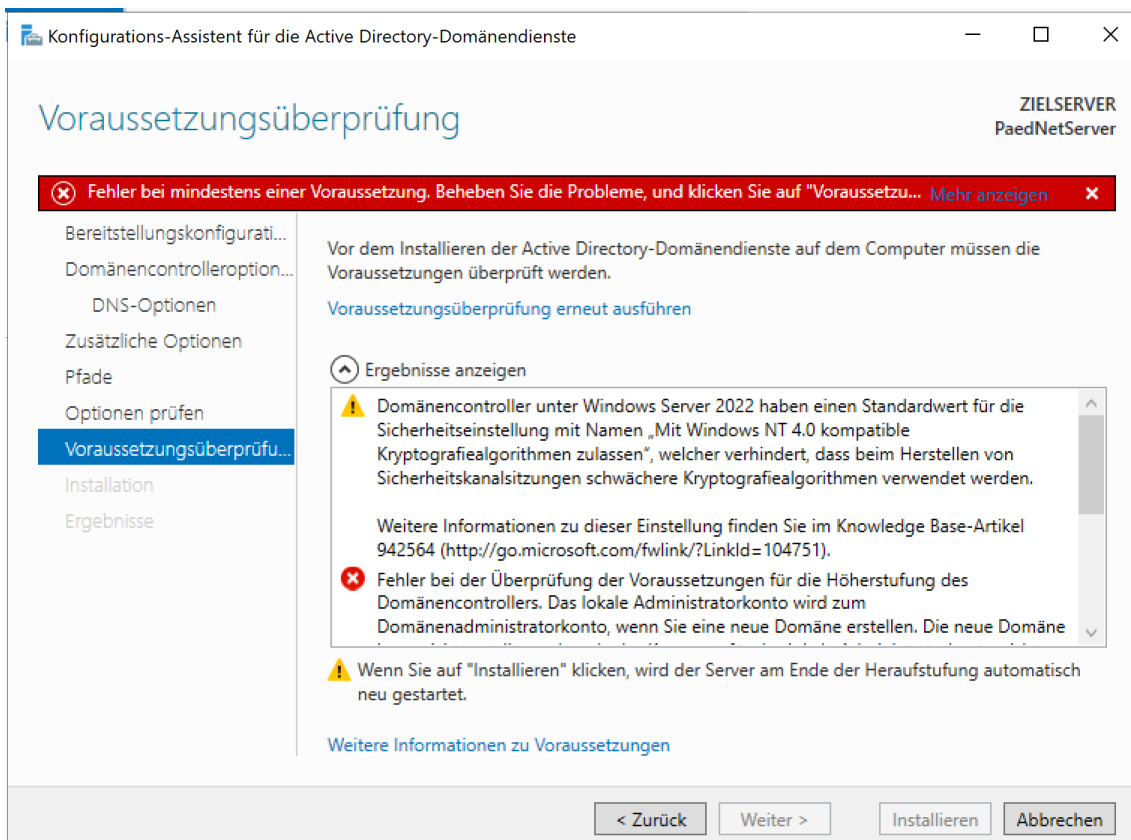 Konfigurations-Assistent für die Active Directory-Domänendienste
Voraussetzungsüberprüfung
ZIELSERVER
PaedNetServer
Fehler bei mindestens einer Voraussetzung. Beheben Sie die Probleme, und klicken Sie auf "Voraussetzu... Mehr anzeigen
Bereitstellungskonfigurati...
Domänencontrolleroption...
DNS-Optionen
Zusätzliche Optionen
Pfade
Optionen prüfen
Voraussetzungsüberprüfu...
Installation
Ergebnisse
Vor dem Installieren der Active Directory-Domänendienste auf dem Computer müssen die
Voraussetzungen überprüft werden.
Voraussetzungsüberprüfung erneut ausführen
Ergebnisse anzeigen
Domänencontroller unter Windows Server 2022 haben einen Standardwert für die
Sicherheitseinstellung mit Namen „Mit Windows NT 4.0 kompatible
Kryptografiealgorithmen zulassen“, welcher verhindert, dass beim Herstellen von
Sicherheitskanalsitzungen schwächere Kryptografiealgorithmen verwendet werden.
Weitere Informationen zu dieser Einstellung finden Sie im Knowledge Base-Artikel
942564 (http://go.microsoft.com/fwlink/?LinkId=104751).
Fehler bei der Überprüfung der Voraussetzungen für die Höherstufung des
Domänencontrollers. Das lokale Administratorkonto wird zum
Domänenadministratorkonto, wenn Sie eine neue Domäne erstellen. Die neue Domäne
Wenn Sie auf "Installieren" klicken, wird der Server am Ende der Heraufstufung automatisch
neu gestartet.
Weitere Informationen zu Voraussetzungen
< Zurück
Weiter >
Installieren
Abbrechen